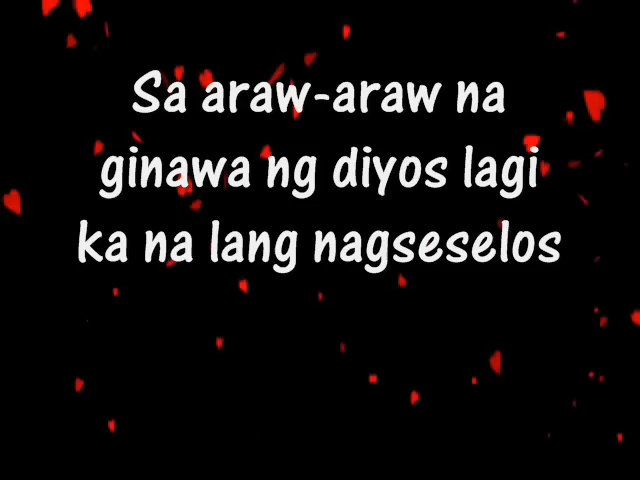 Sa araw-araw na
ginawa ng diyos lagi
ka na lang nagseselos